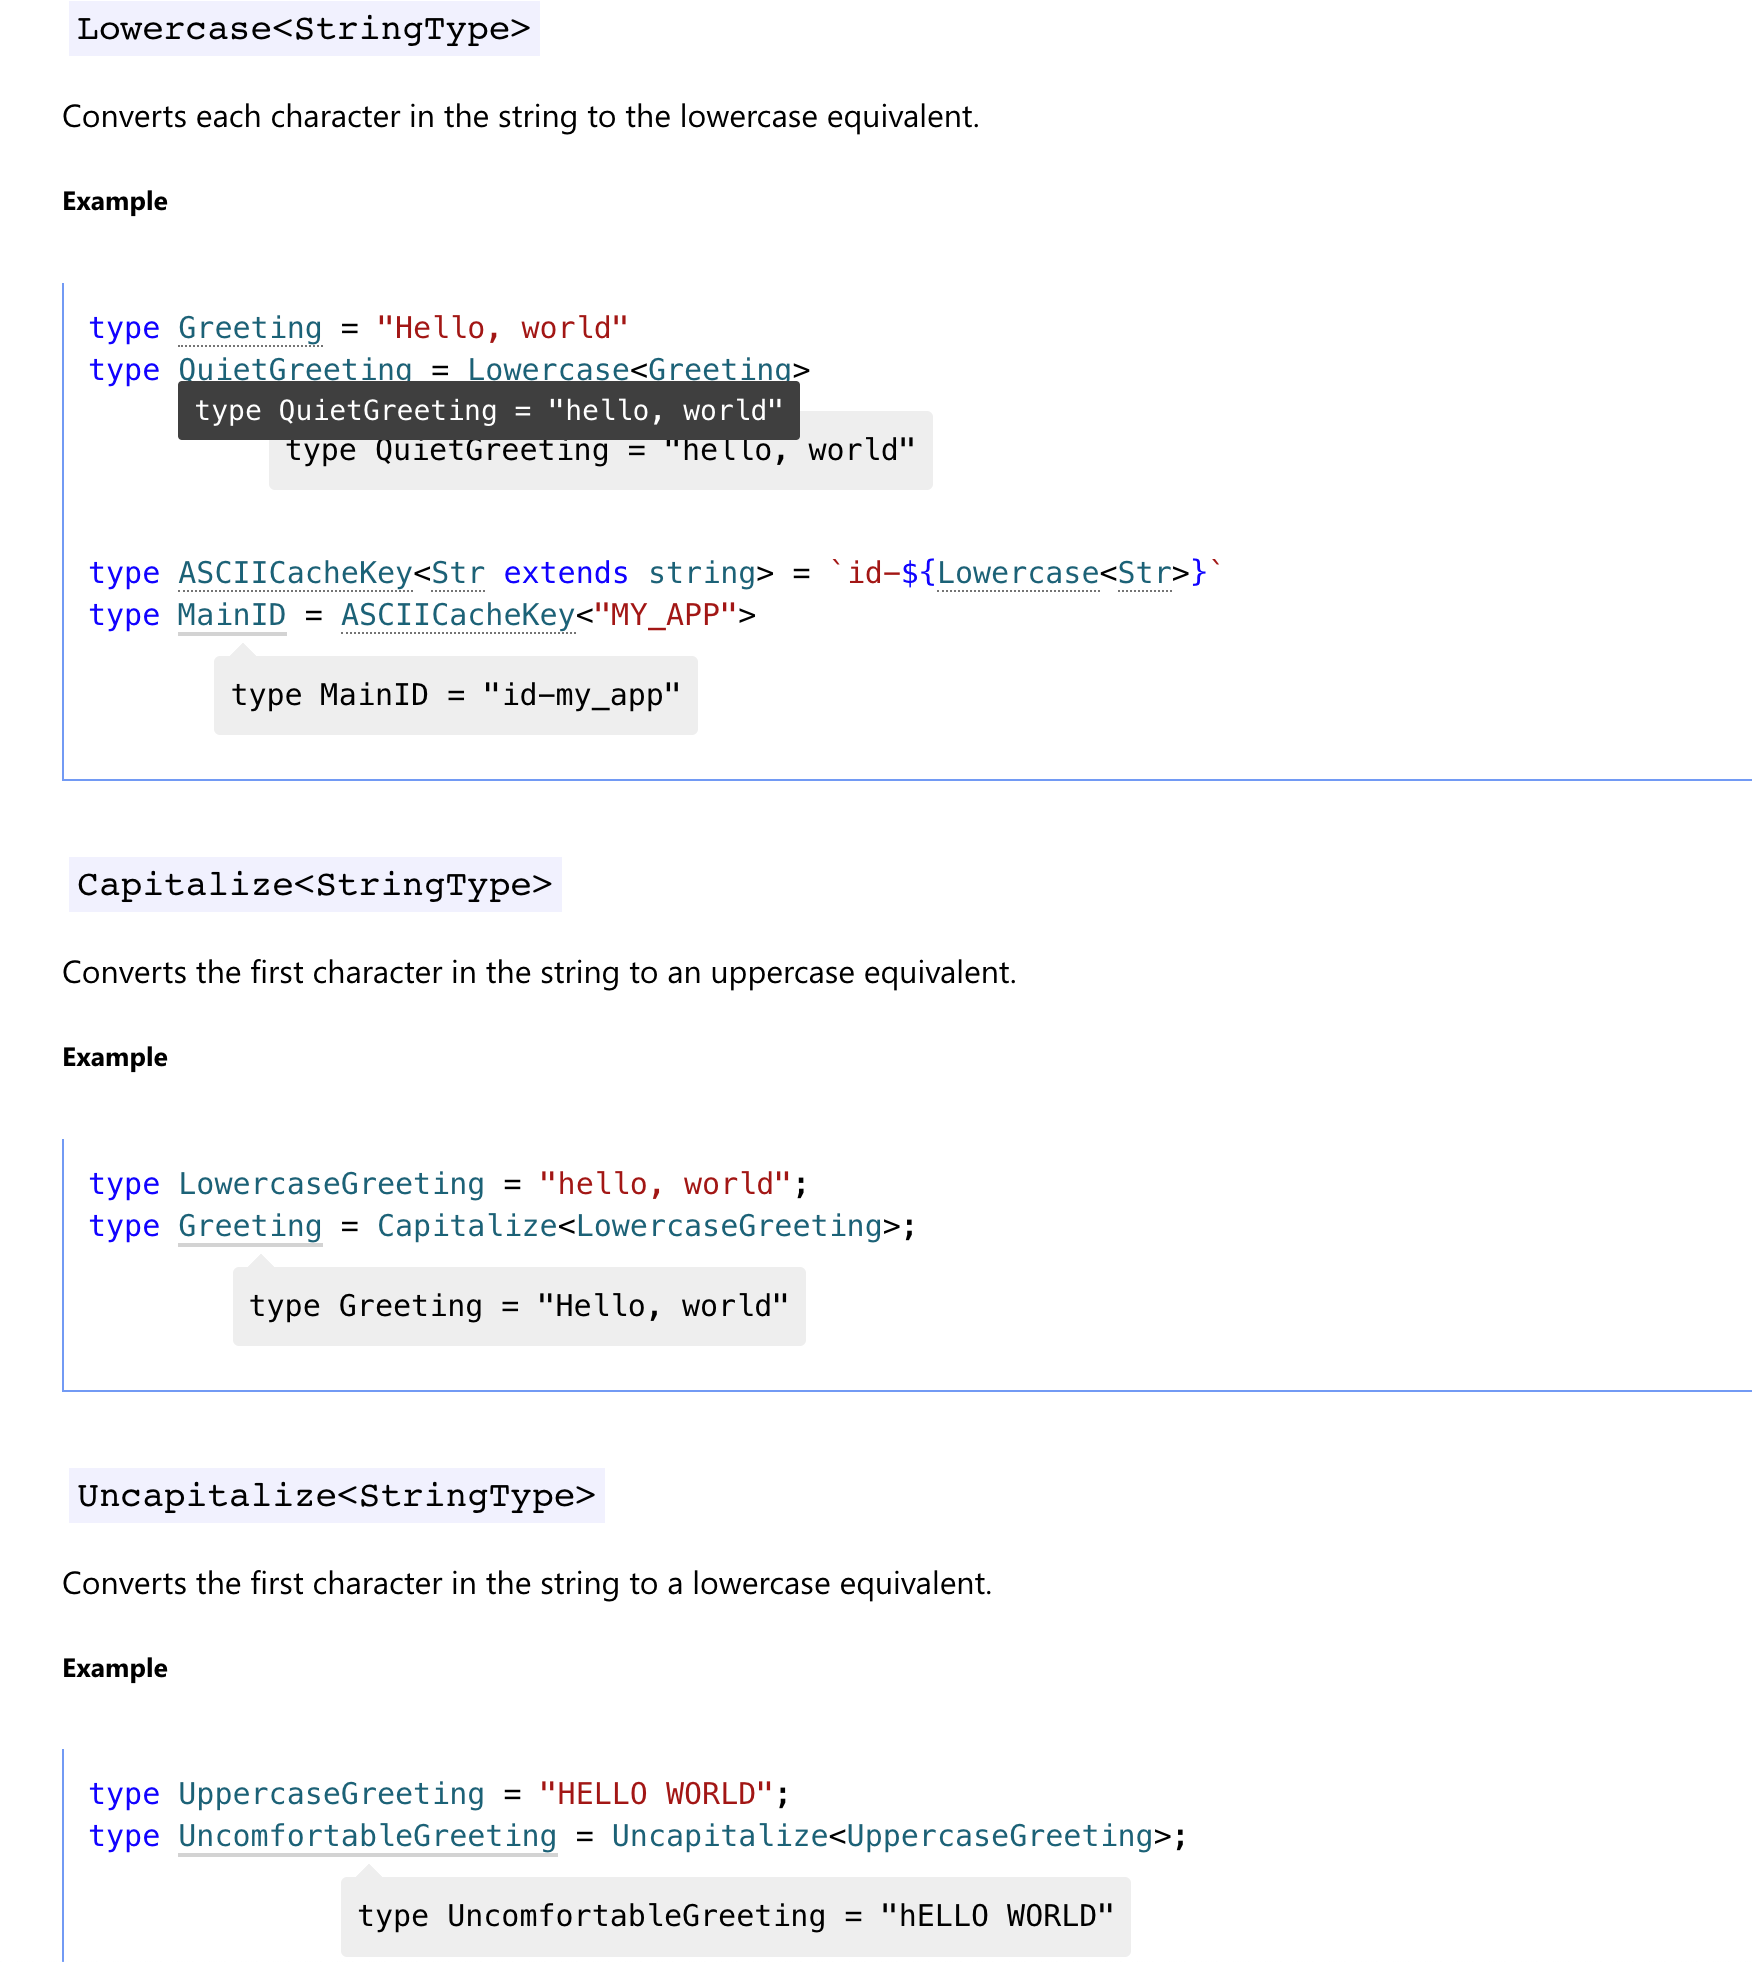 Lowercase<StringType>
Converts each character in the string to the lowercase equivalent.
Example
type Greeting = "Hello, world"
type QuietGreeting = Lowercase<Greeting>
type QuietGreeting = "hello, world"
type QuietGreeting = "hello, world"
type ASCIICacheKey<Str extends string> = `id-${Lowercase<Str>}`
type MainID = ASCIICacheKey<"MY_APP">
type MainID = "id-my_app"
Capitalize<StringType>
Converts the first character in the string to an uppercase equivalent.
Example
type LowercaseGreeting = "hello, world";
type Greeting = Capitalize<LowercaseGreeting>;
type Greeting = "Hello, world"
Uncapitalize<StringType>
Converts the first character in the string to a lowercase equivalent.
Example
type UppercaseGreeting = "HELLO WORLD";
type UncomfortableGreeting = Uncapitalize<UppercaseGreeting>;
type UncomfortableGreeting = "hELLO WORLD"